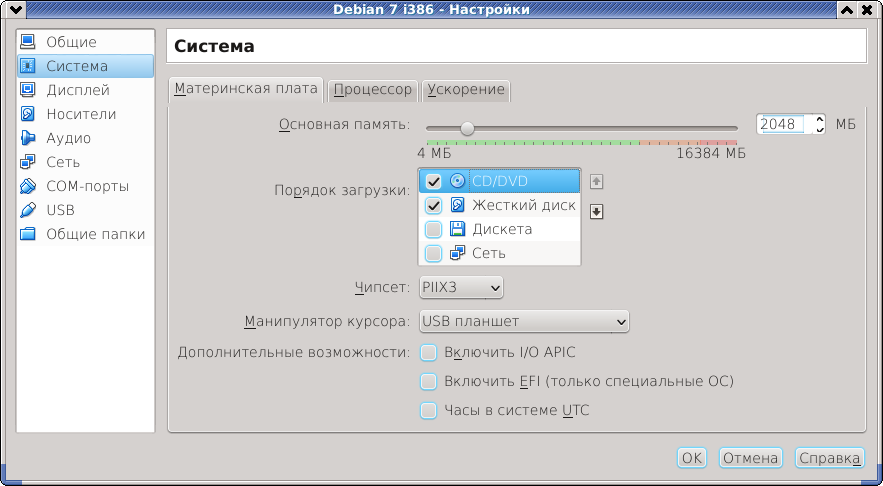 Debian 7 i386 - Настройки
Общие
Система
Дисплей
Носители
Аудио
Сеть
COM-порты
USB
Общие папки
Система
Материнская плата Процессор Ускорение
Основная память: 2048 МБ
4 МБ 16384 МБ
Порядок загрузки:
CD/DVD
Жесткий диск
Дискета
Сеть
Чипсет: PIIX3
Манипулятор курсора: USB планшет
Дополнительные возможности: Включить I/O APIC
Включить EFI (только специальные ОС)
Часы в системе UTC
OK Отмена Справка